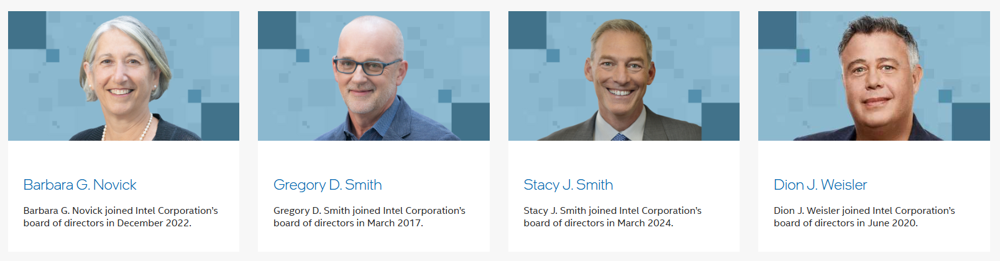 Barbara G. Novick
Barbara G. Novick joined Intel Corporation's
board of directors in December 2022.
Gregory D. Smith
Gregory D. Smith joined Intel Corporation's
board of directors in March 2017.
Stacy J. Smith
Stacy J. Smith joined Intel Corporation's
board of directors in March 2024.
Dion J. Weisler
Dion J. Weisler joined Intel Corporation's
board of directors in June 2020.